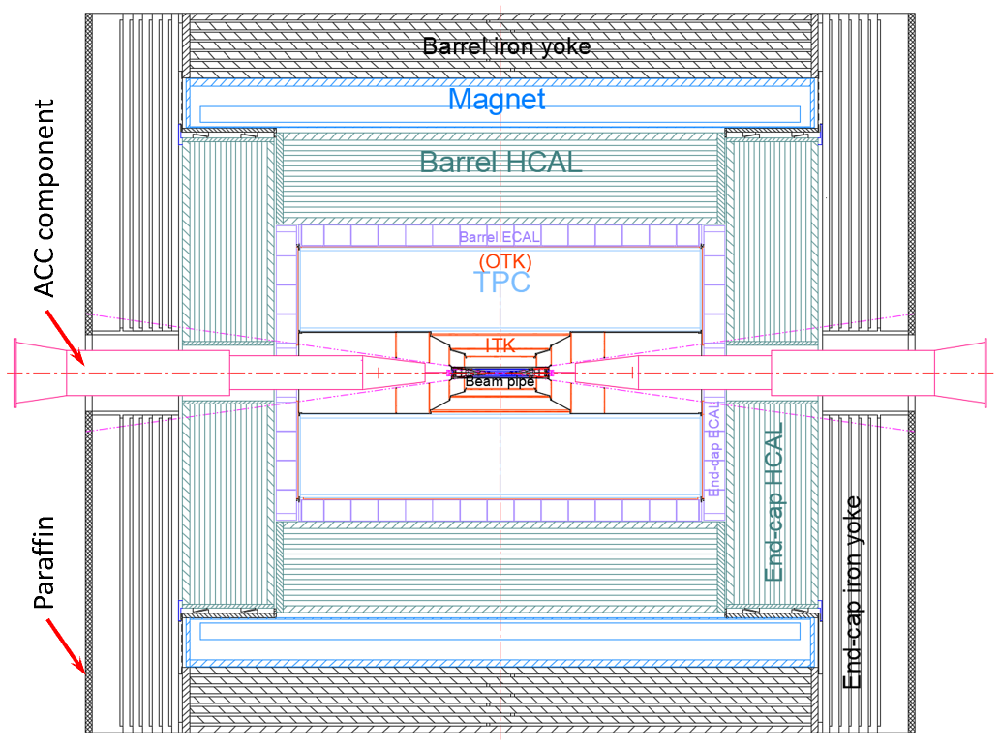 Barrel iron yoke
Magnet
ACC component
Barrel HCAL
Barrel ECAL
(OTK)
TPC
ITK
Beam pipe
End-cap ECAL
End-cap HCAL
End-cap iron yoke
Paraffin